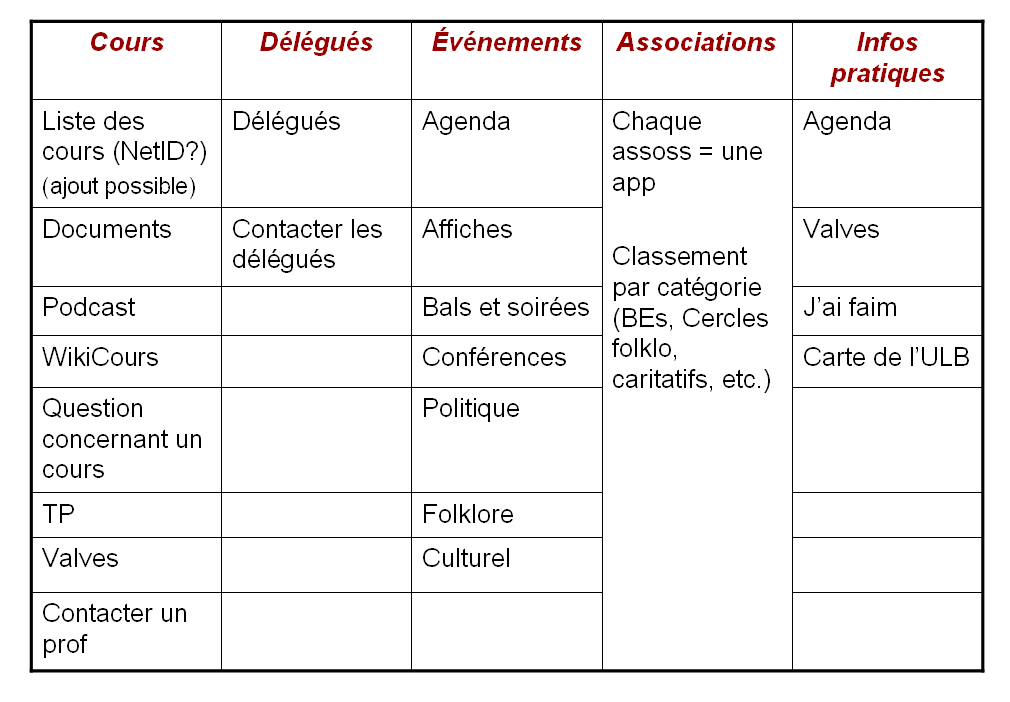 Cours
Délégués
Événements
Associations
Infos
pratiques
Liste des
cours (NetID?)
(ajout possible)
Délégués
Agenda
Chaque
assoss = une
app
Agenda
Documents
Contacter les
délégués
Affiches
Classement
par catégorie
(BEs, Cercles
folklo,
caritatifs, etc.)
Valves
Podcast
Bals et soirées
J'ai faim
WikiCours
Conférences
Carte de l'ULB
Question
concernant un
cours
Politique
TP
Folklore
Valves
Culturel
Contacter un
prof